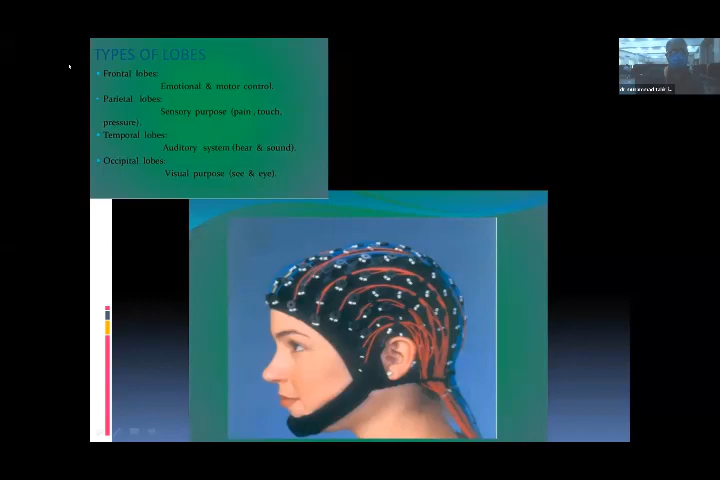 TYPES OF LOBES
• Frontal lobes:
Emotional & motor control.
• Parietal lobes:
Sensory purpose (pain, touch,
pressure).
• Temporal lobes:
Auditory system (hear & sound).
• Occipital lobes:
Visual purpose (see & eye).